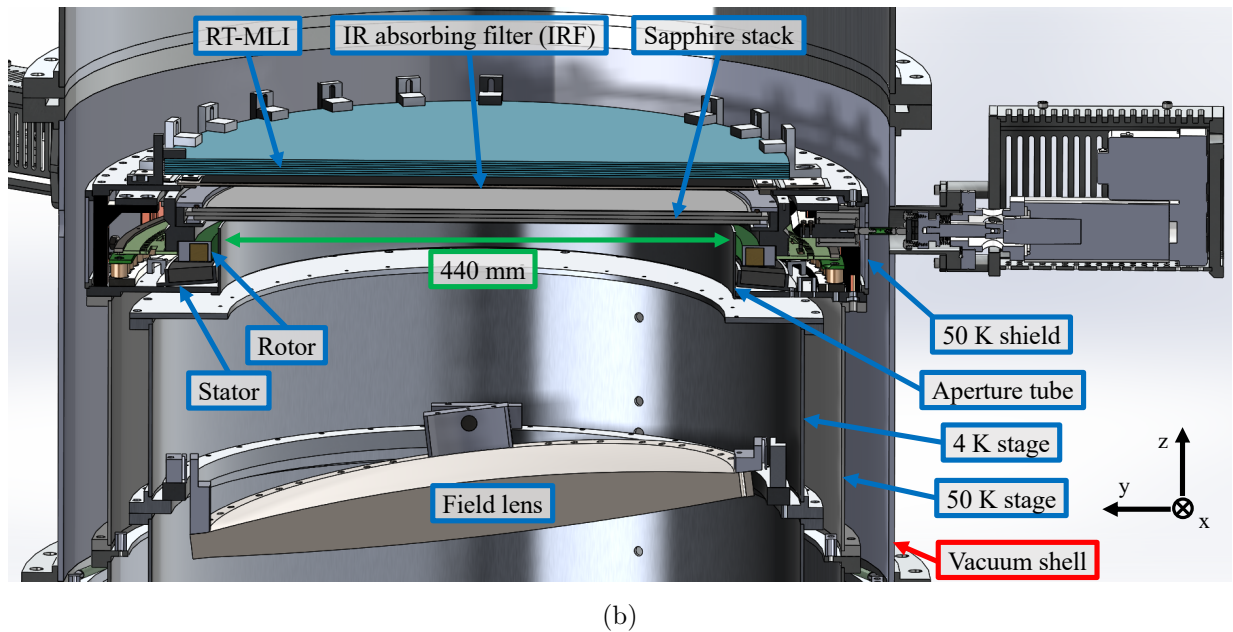 RT-MLI
IR absorbing filter (IRF)
Sapphire stack
440 mm
Rotor
Stator
50 K shield
Aperture tube
4 K stage
50 K stage
Field lens
Vacuum shell
z
y
x
(b)